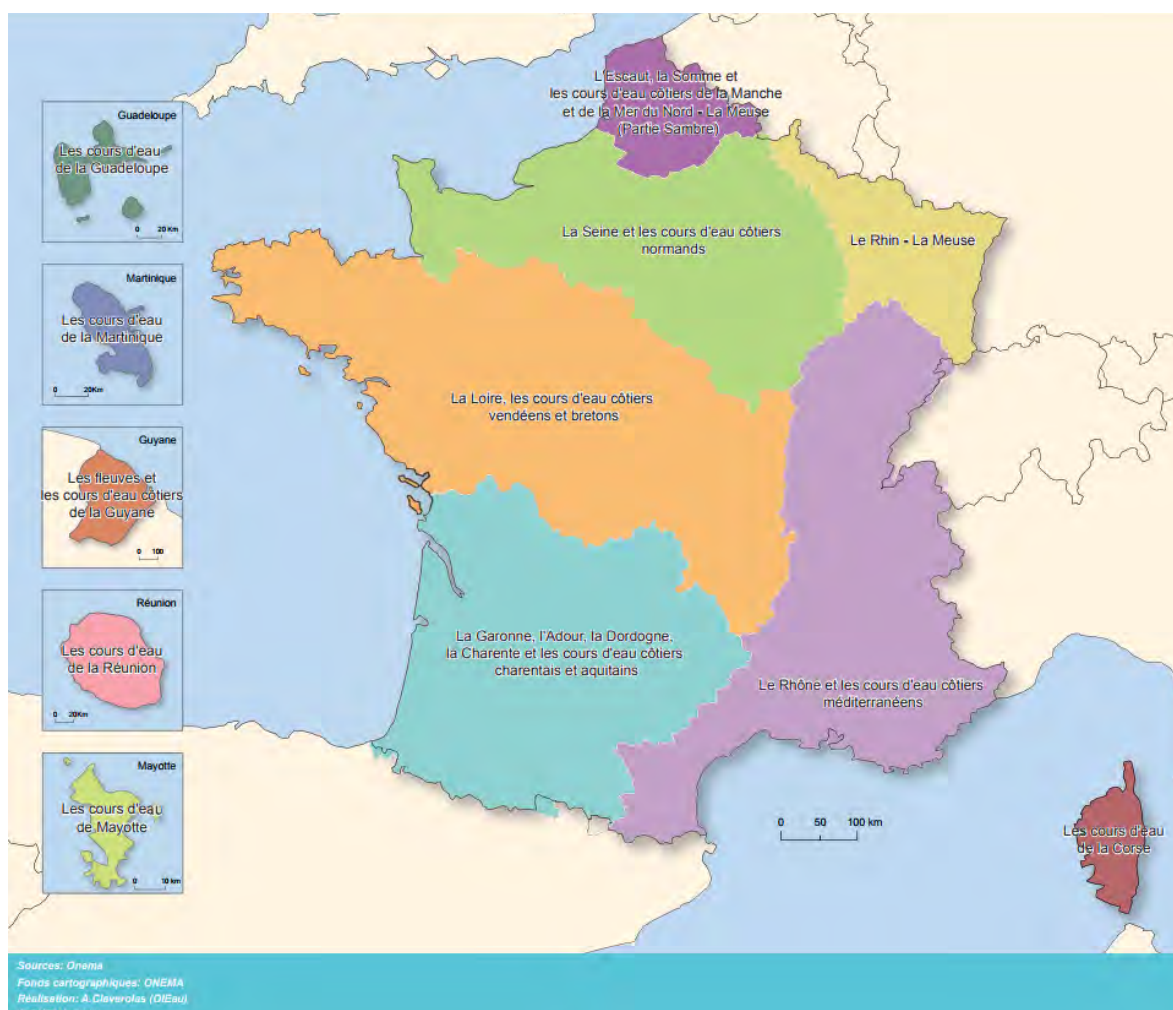 L'Escaut, la Somme et
les cours d'eau côtiers de la Manche
et de la Mer du Nord - La Meuse
(Partie Sambre)
Guadeloupe
Les cours d'eau
de la Guadeloupe
0 20 Km
La Seine et les cours d'eau côtiers
normands
Le Rhin - La Meuse
Martinique
Les cours d'eau
de la Martinique
0 20Km
La Loire, les cours d'eau côtiers
vendéens et bretons
Guyane
Les fleuves et
les cours d'eau côtiers
de la Guyane
0 100
Réunion
Les cours d'eau
de la Réunion
0 20Km
La Garonne, l'Adour, la Dordogne,
la Charente et les cours d'eau côtiers
charentais et aquitains
Le Rhône et les cours d'eau côtiers
méditerranéens
Mayotte
Les cours d'eau
de Mayotte
0 10 km
0 50 100 km
Les cours d'eau
de la Corse
Sources: Onema
Fonds cartographiques: ONEMA
Réalisation: A.Claverolas (OIEau)